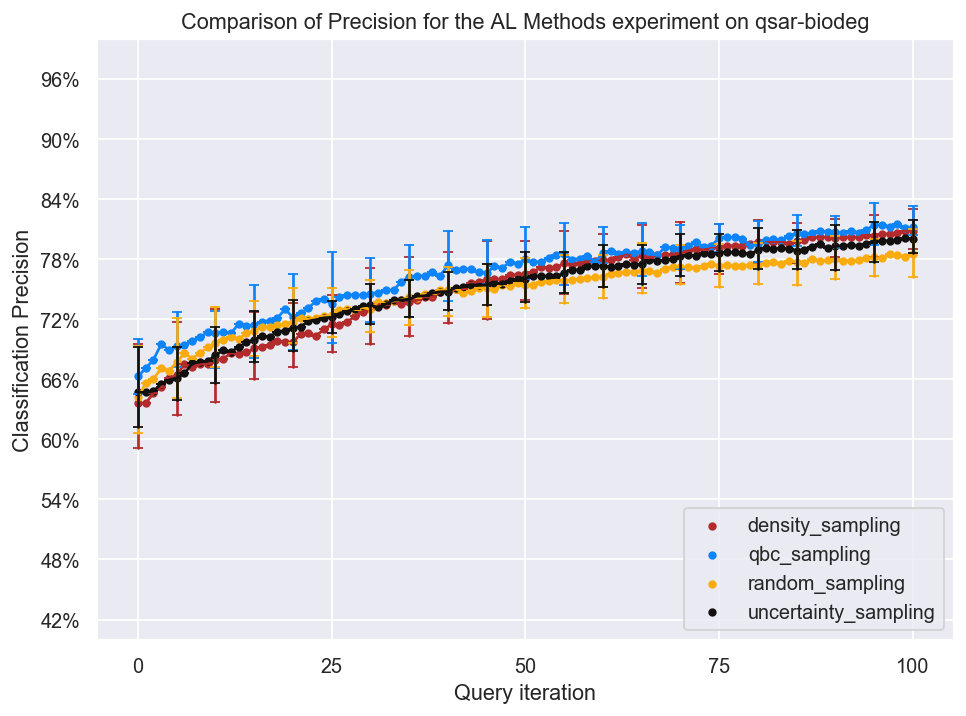 Comparison of Precision for the AL Methods experiment on qsar-biodeg
96%
90%
84%
78%
72%
66%
60%
54%
48%
42%
Classification Precision
density_sampling
qbc_sampling
random_sampling
uncertainty_sampling
0 25 50 75 100
Query iteration